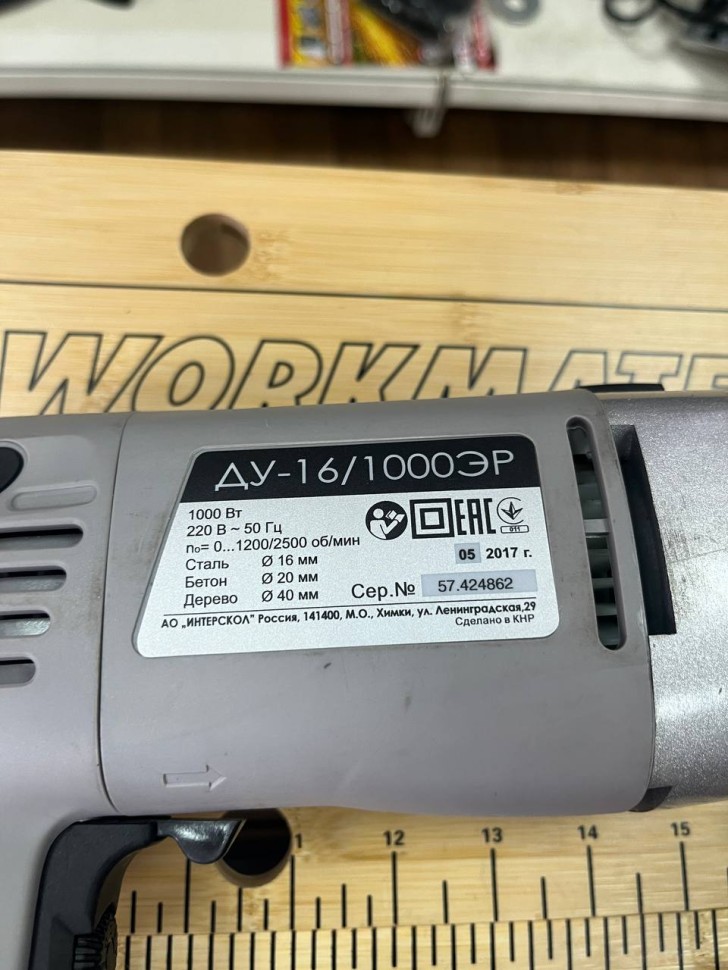 WORKMATE
ДУ-16/1000ЭР
1000 Вт
220 В ~ 50 Гц
n₀= 0...1200/2500 об/мин
Сталь Ø 16 мм
Бетон Ø 20 мм
Дерево Ø 40 мм
EAC
011
05 2017 г.
Сер.№ 57.424862
АО „ИНТЕРСКОЛ" Россия, 141400, М.О., Химки, ул. Ленинградская,29
Сделано в КНР
12 13 14 15